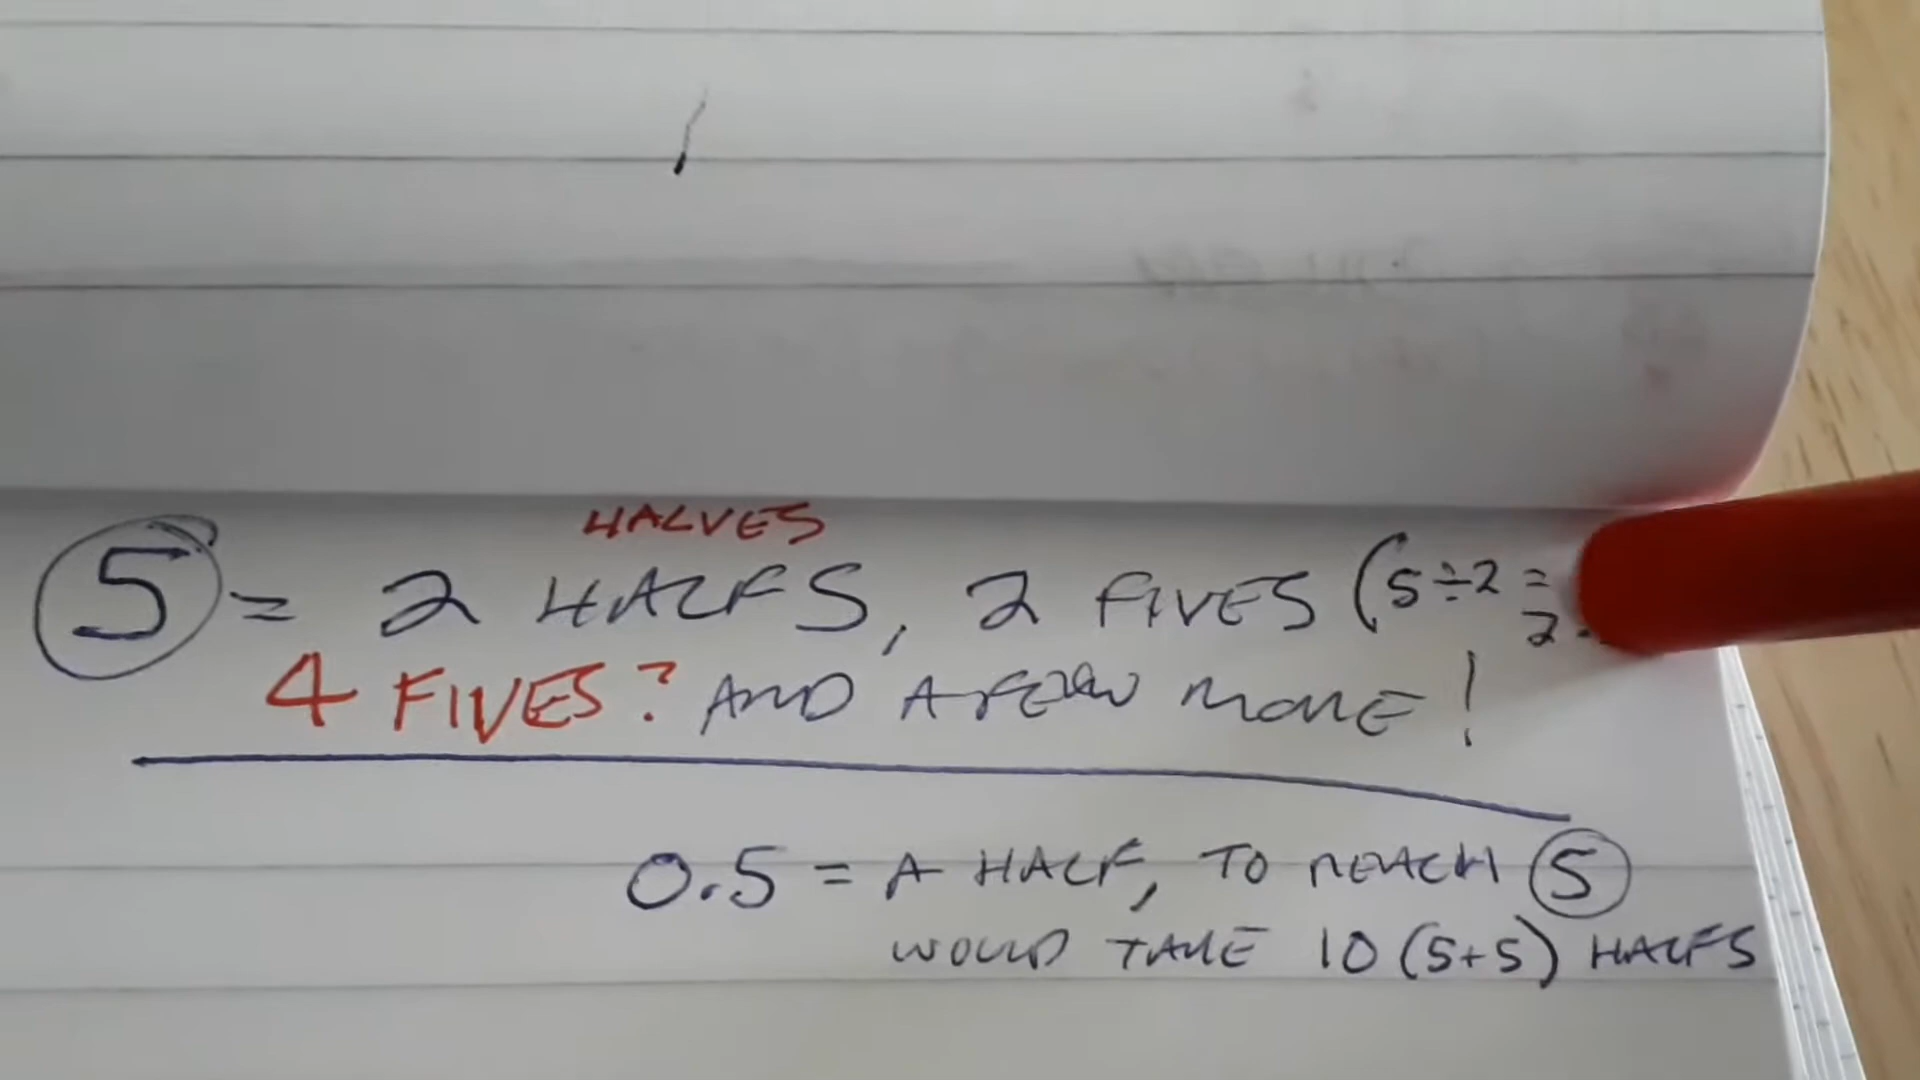 HALVES
5 = 2 HALFS, 2 FIVES (5÷2 =
2.
4 FIVES? AND A FEW MORE!
0.5 = A HALF, TO REACH 5
WOULD TAKE 10 (5+5) HALFS